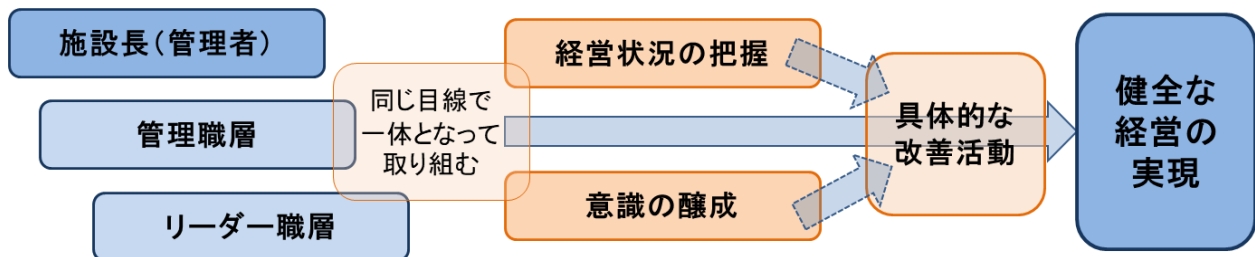 施設長（管理者）
管理職層
リーダー職層
同じ目線で
一体となって
取り組む
経営状況の把握
意識の醸成
具体的な
改善活動
健全な
経営の
実現